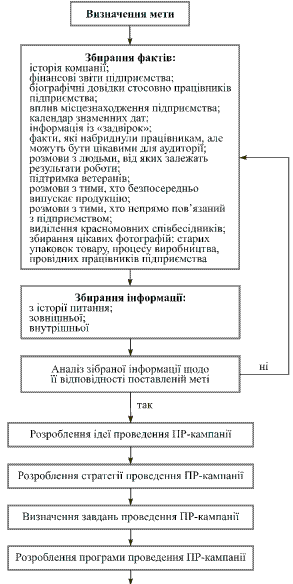 Визначення мети
Збирання фактів:
історія компанії;
фінансові звіти підприємства;
біографічні довідки стосовно працівників
підприємства;
вплив місцезнаходження підприємства;
календар знаменних дат;
інформація із «задвірок»;
факти, які набриднули працівникам, але
можуть бути цікавими для аудиторії;
розмови з людьми, від яких залежать
результати роботи;
підтримка ветеранів;
розмови з тими, хто безпосередньо
випускає продукцію;
розмови з тими, хто непрямо пов’язаний
з підприємством;
виділення красномовних співбесідників;
збирання цікавих фотографій: старих
упаковок товару, процесу виробництва,
провідних працівників підприємства
Збирання інформації:
з історії питання;
зовнішньої;
внутрішньої
Аналіз зібраної інформації щодо
її відповідності поставленій меті
ні
так
Розроблення ідеї проведення ПР-кампанії
Розроблення стратегії проведення ПР-кампанії
Визначення завдань проведення ПР-кампанії
Розроблення програми проведення ПР-кампанії